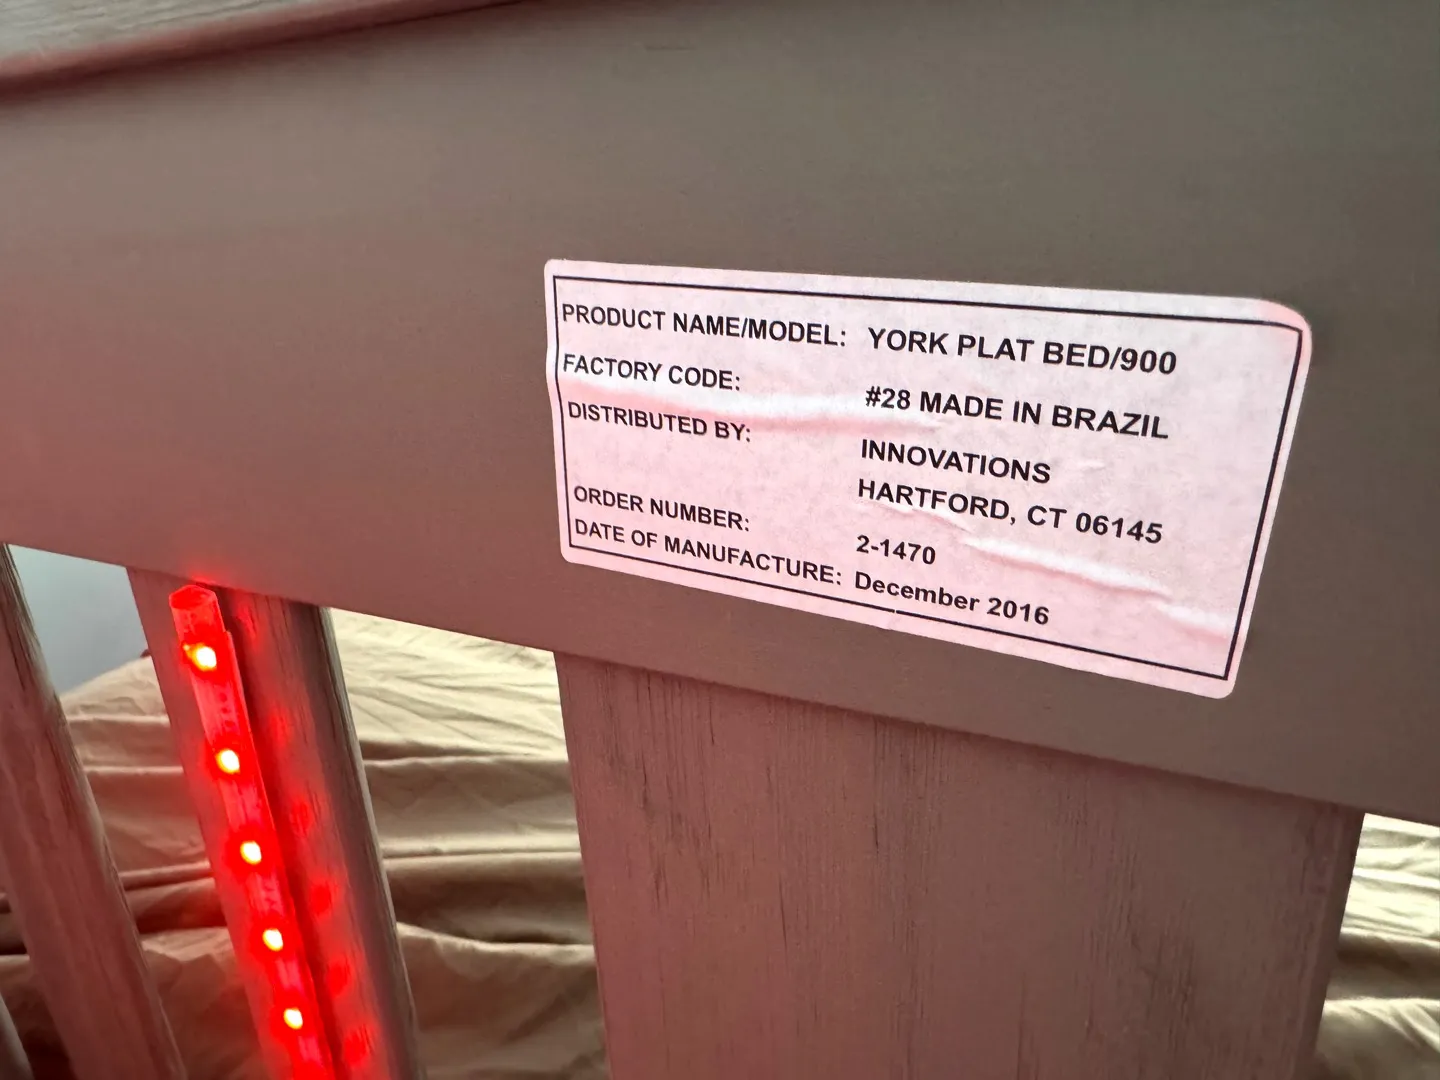 PRODUCT NAME/MODEL: YORK PLAT BED/900
FACTORY CODE: #28 MADE IN BRAZIL
DISTRIBUTED BY: INNOVATIONS
HARTFORD, CT 06145
ORDER NUMBER: 2-1470
DATE OF MANUFACTURE: December 2016